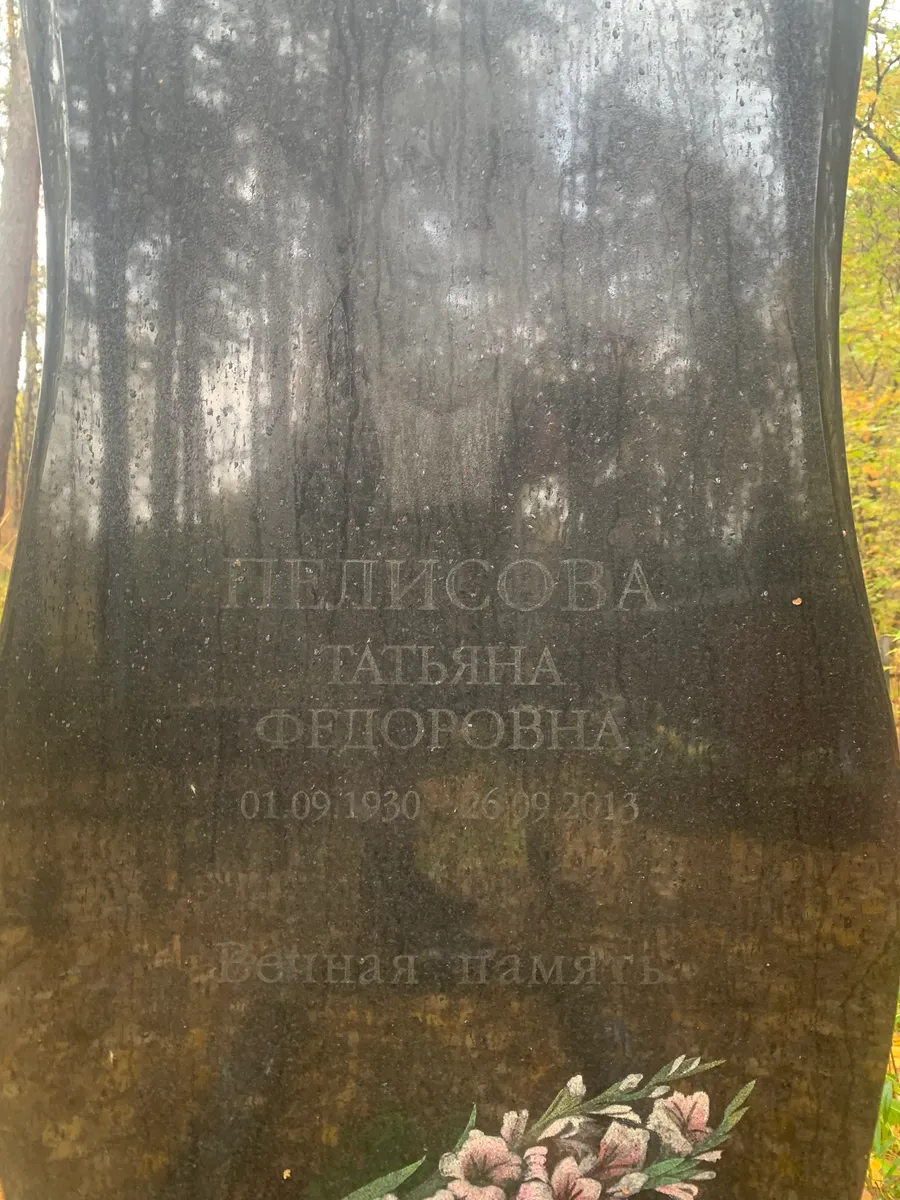 ПЕЛИСОВА
ТАТЬЯНА
ФЕДОРОВНА
01.09.1930 26.09.2013
Вечная память